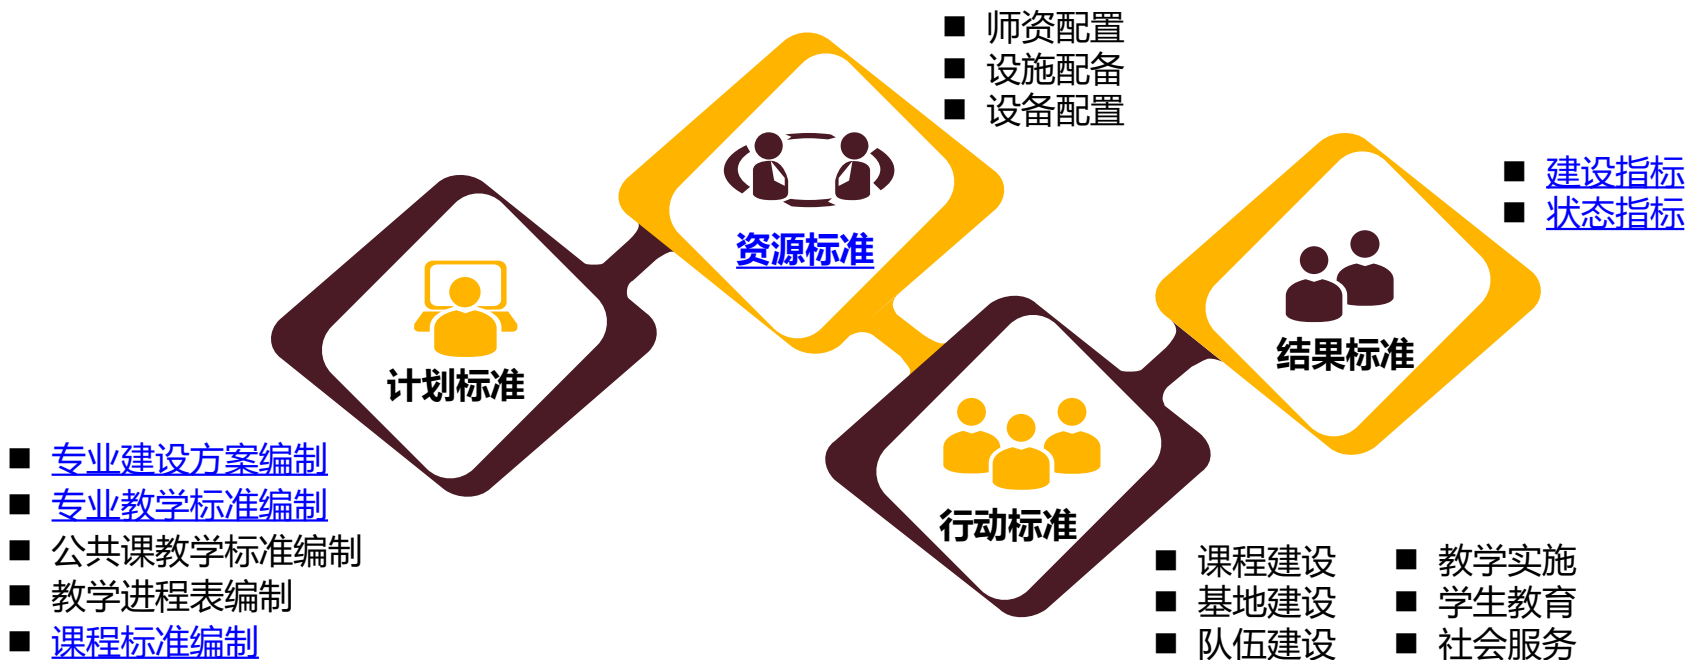 师资配置
设施配备
设备配置
资源标准
建设指标
状态指标
结果标准
计划标准
专业建设方案编制
专业教学标准编制
公共课教学标准编制
教学进程表编制
课程标准编制
行动标准
课程建设
基地建设
队伍建设
教学实施
学生教育
社会服务